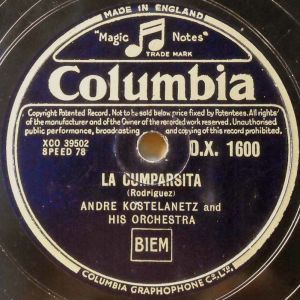 MADE IN ENGLAND
"Magic Notes"
TRADE MARK
Columbia
Copyright Patented Record. Not to be sold below price fixed by Patentees. All rights
of the manufacturer and of the Owner of the recorded work reserved. Unauthorised
public performance, broadcasting and copying of this record prohibited.
XCO 39502
SPEED 78
D.X. 1600
LA CUMPARSITA
(Rodriguez)
ANDRE KOSTELANETZ and
HIS ORCHESTRA
BIEM
COLUMBIA GRAPHOPHONE Co. LTD.